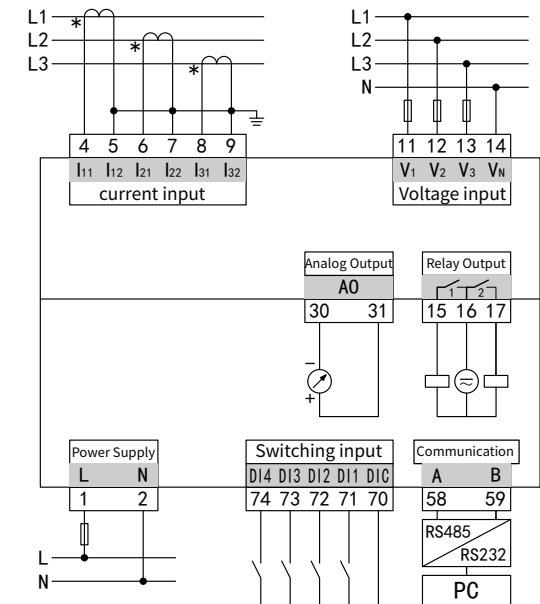 L1
L2
L3
*
*
*
4 5 6 7 8 9
I11 I12 I21 I22 I31 I32
current input
L1
L2
L3
N
11 12 13 14
V1 V2 V3 VN
Voltage input
Analog Output
AO
30 31
−
+
Relay Output
1 2
15 16 17
Power Supply
L N
1 2
L
N
Switching input
DI4 DI3 DI2 DI1 DIC
74 73 72 71 70
Communication
A B
58 59
RS485
RS232
PC